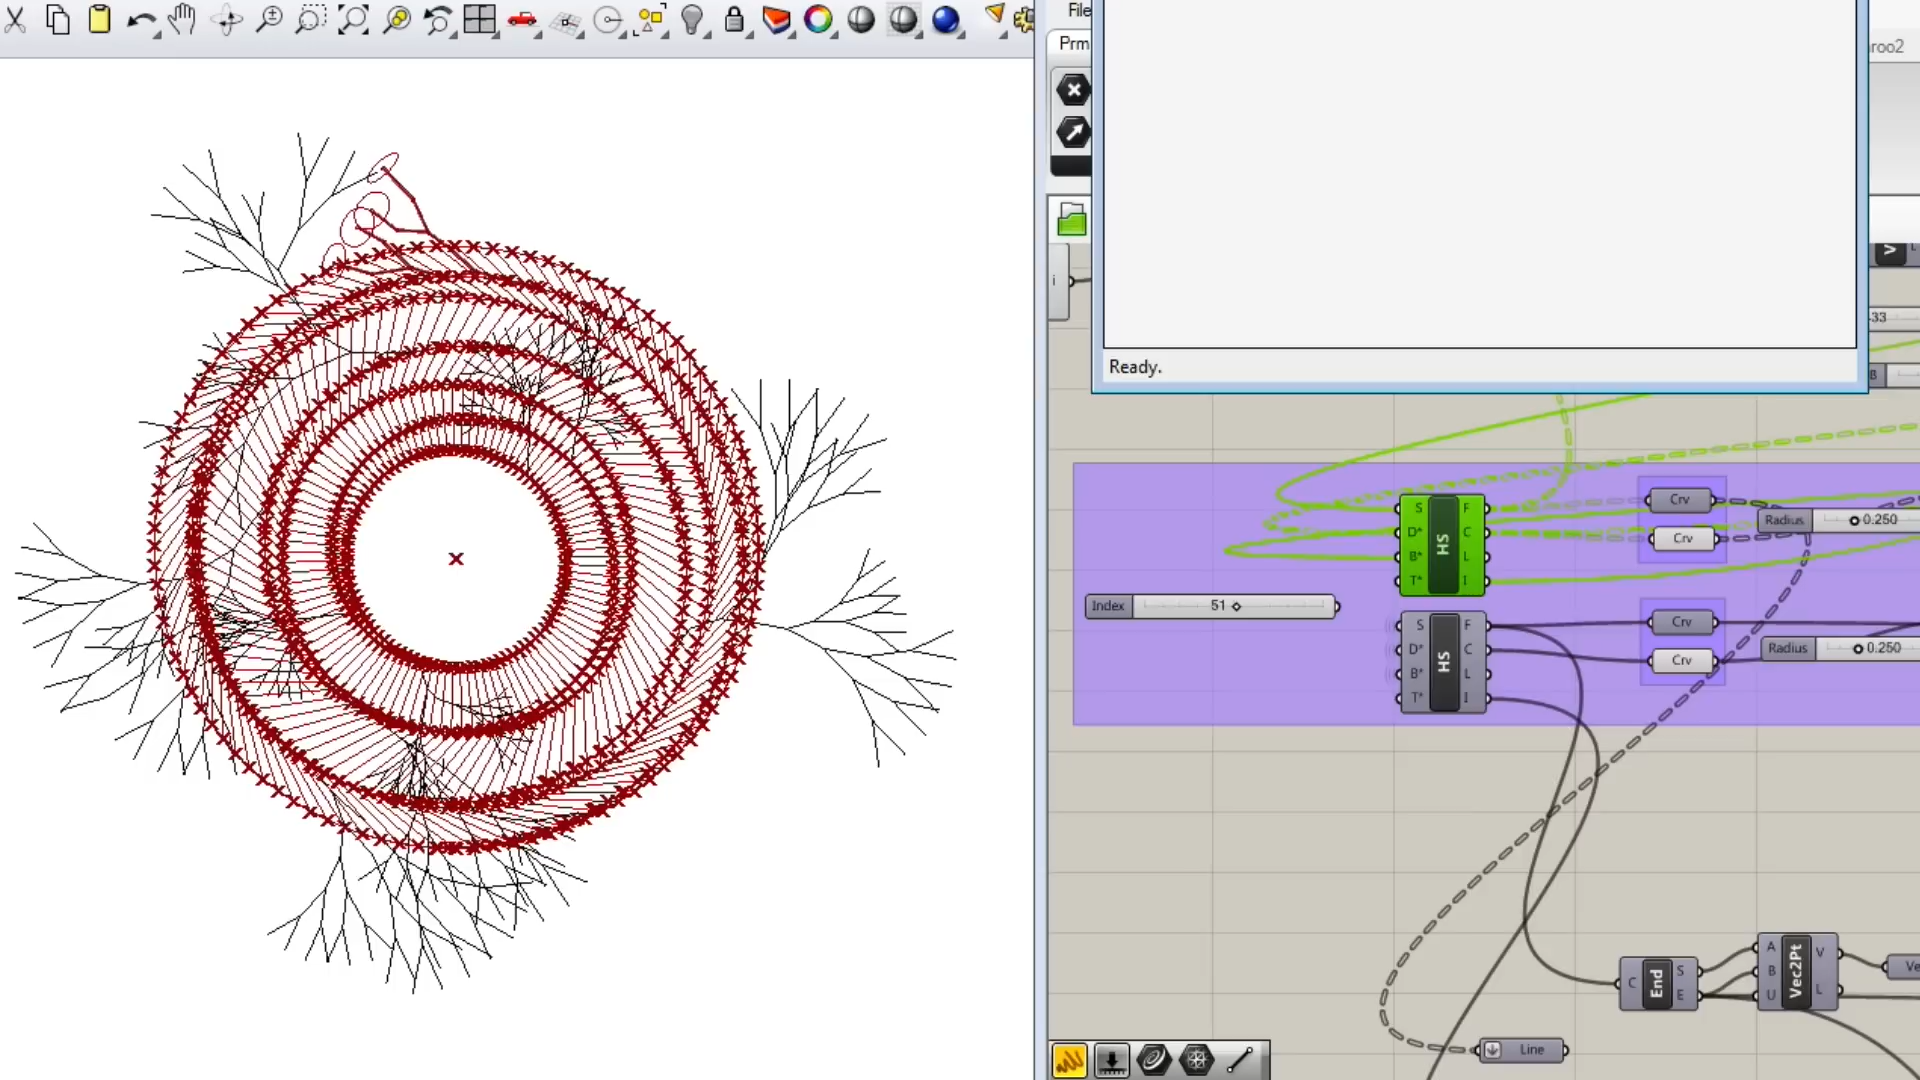 File
Prm
roo2
i
V
33
B
Ready.
S
D*
B*
T*
HS
F
C
L
I
Crv
Crv
Radius
0.250
Index
51
S
D*
B*
T*
HS
F
C
L
I
Crv
Crv
Radius
0.250
C
End
S
E
A
B
U
Vec2Pt
V
L
Ve
Line